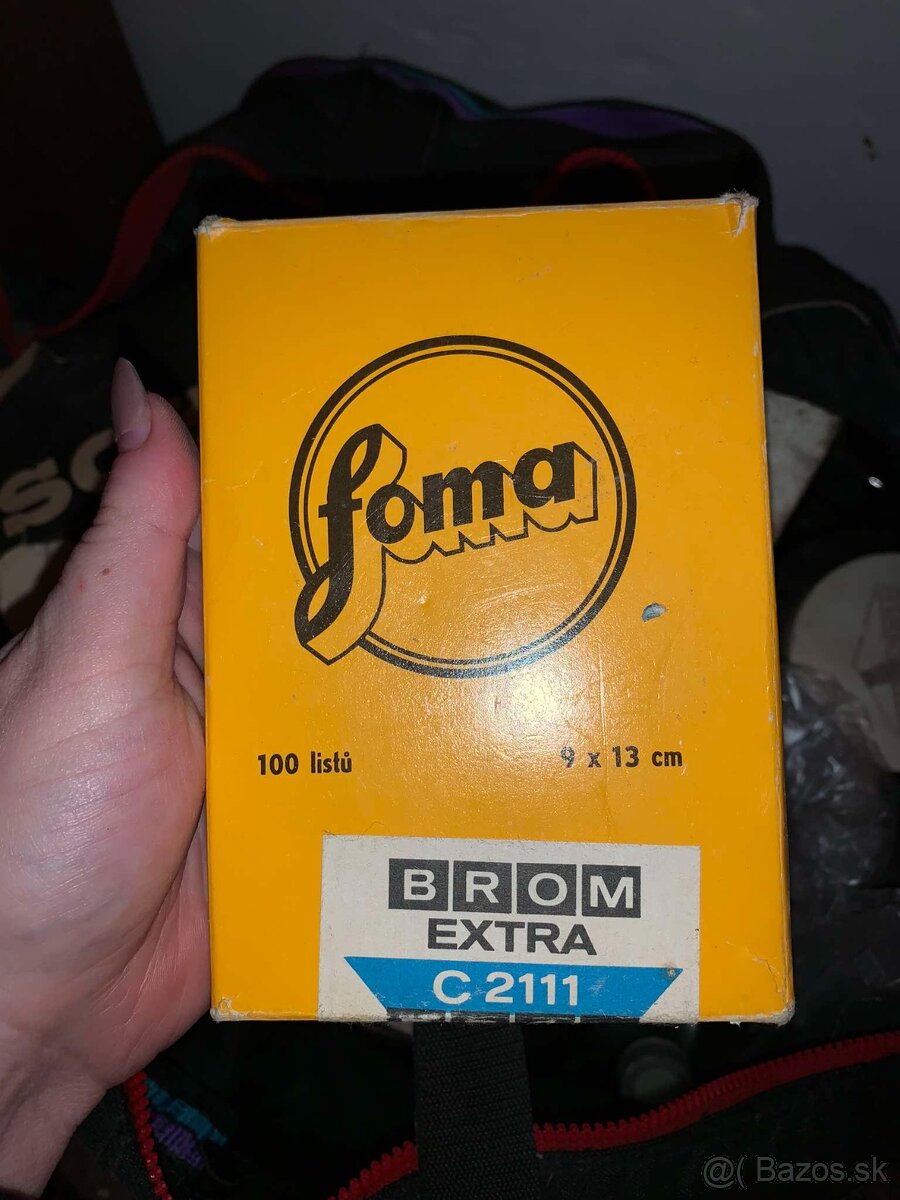 foma
100 listů
9 x 13 cm
BROM
EXTRA
C 2111
@( Bazos.sk